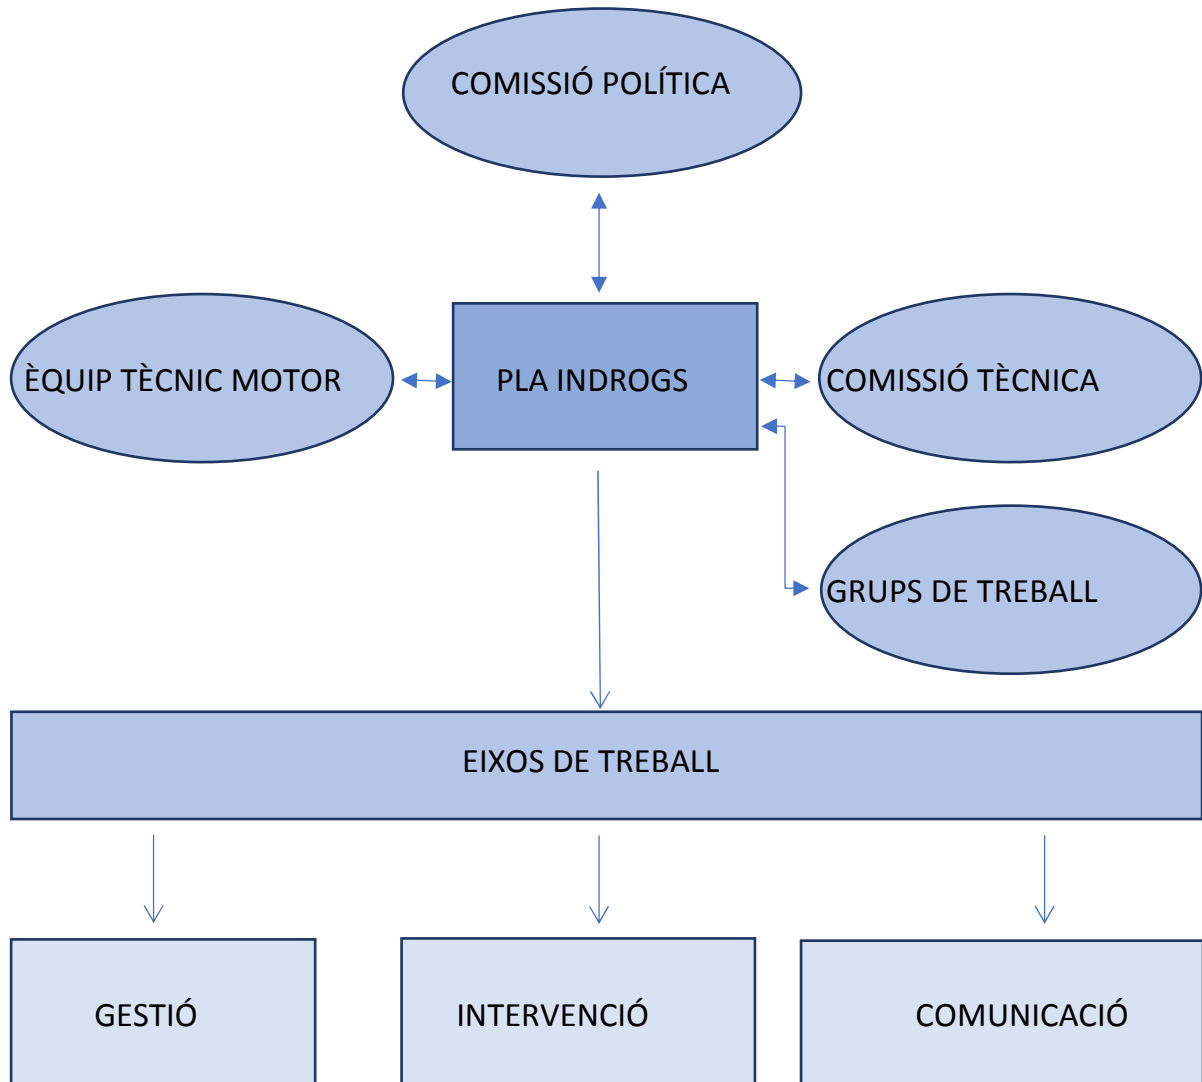 COMISSIÓ POLÍTICA
ÈQUIP TÈCNIC MOTOR
PLA INDROGS
COMISSIÓ TÈCNICA
GRUPS DE TREBALL
EIXOS DE TREBALL
GESTIÓ
INTERVENCIÓ
COMUNICACIÓ